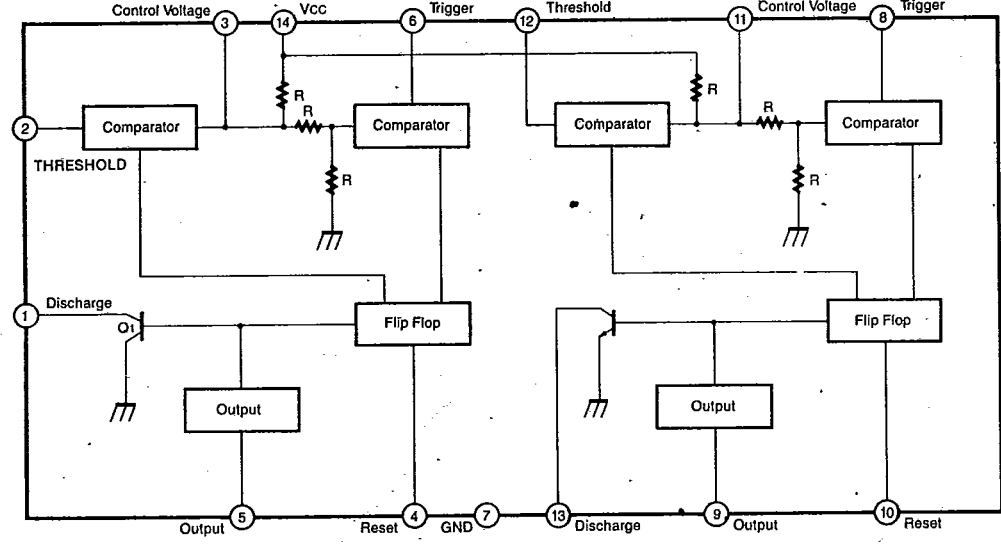 Control Voltage 3 14 VCC 6 Trigger 12 Threshold 11 Control Voltage 8 Trigger
R R R R
2 Comparator Comparator Comparator Comparator
THRESHOLD
R R
1 Discharge
Q1 Flip Flop Flip Flop
Output Output
Output 5 Reset 4 GND 7 13 Discharge 9 Output 10 Reset